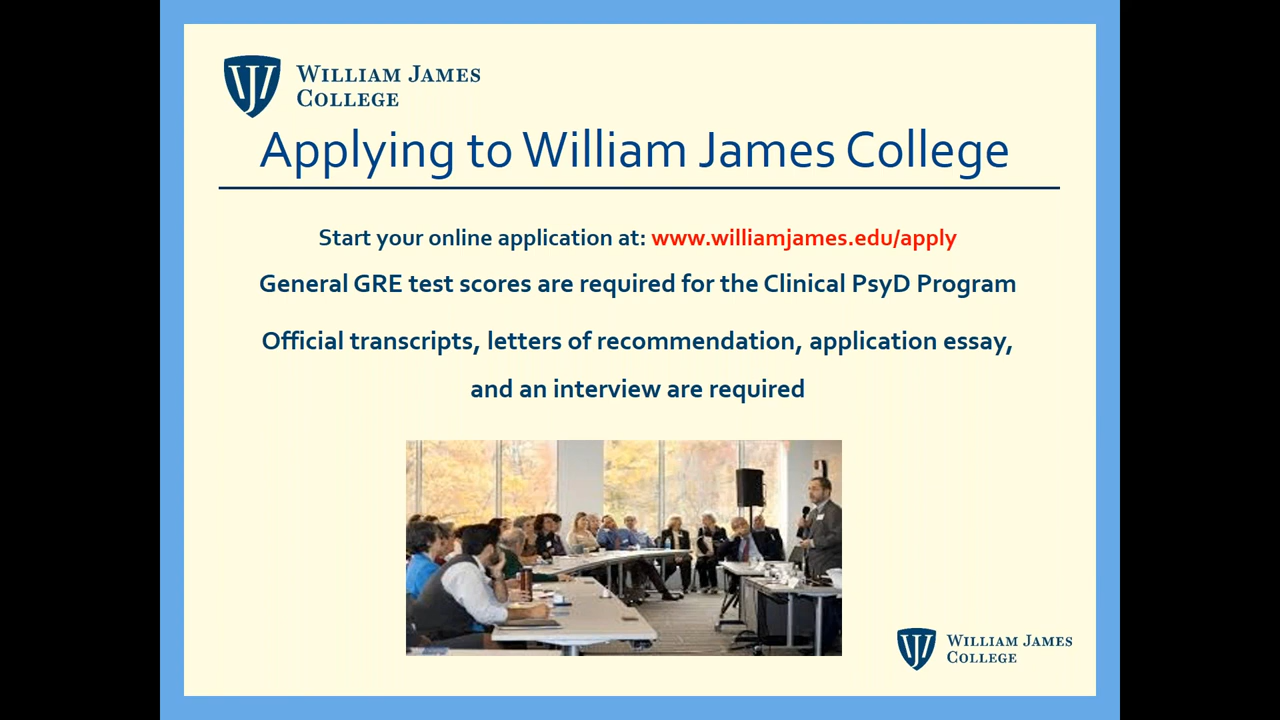 WILLIAM JAMES
COLLEGE
Applying to William James College
Start your online application at: www.williamjames.edu/apply
General GRE test scores are required for the Clinical PsyD Program
Official transcripts, letters of recommendation, application essay,
and an interview are required
WILLIAM JAMES
COLLEGE